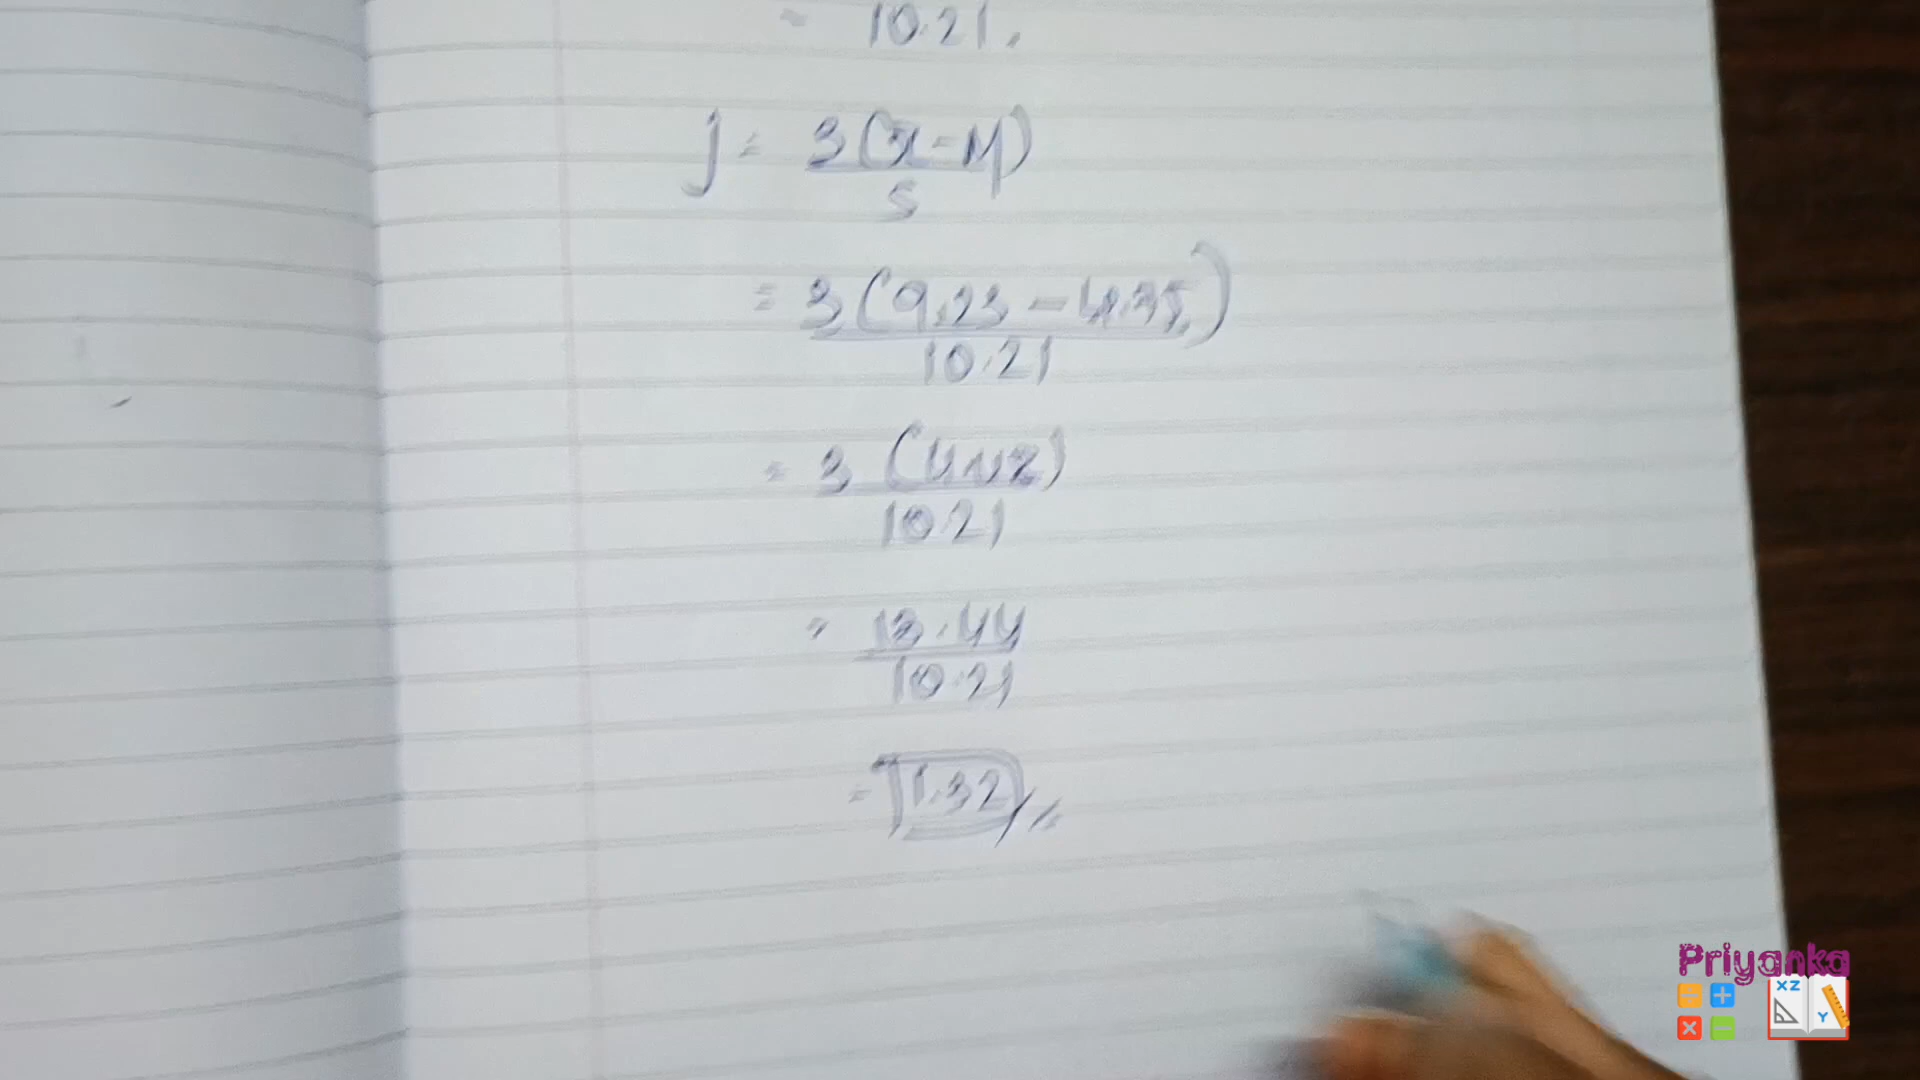 = 10.21.
j = 3(x̄-M)
s
= 3(9.23-4.75)
10.21
= 3(4.48)
10.21
= 13.44
10.21
= 1.32
Priyanka
XZ
Y